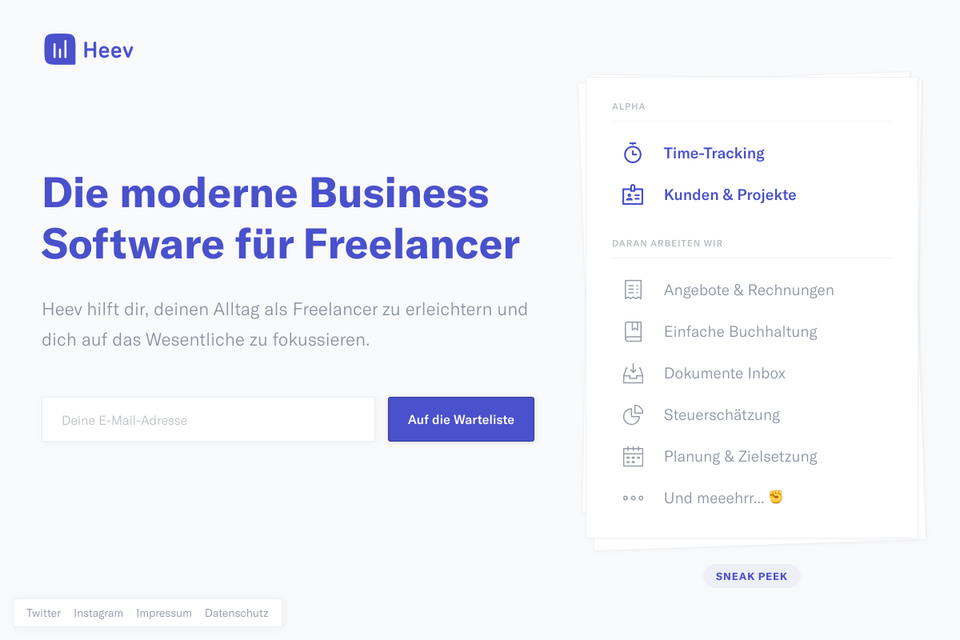 Heev
Die moderne Business
Software für Freelancer
Heev hilft dir, deinen Alltag als Freelancer zu erleichtern und
dich auf das Wesentliche zu fokussieren.
Deine E-Mail-Adresse
Auf die Warteliste
ALPHA
Time-Tracking
Kunden & Projekte
DARAN ARBEITEN WIR
Angebote & Rechnungen
Einfache Buchhaltung
Dokumente Inbox
Steuerschätzung
Planung & Zielsetzung
Und meeehrr... ✊
SNEAK PEEK
Twitter Instagram Impressum Datenschutz